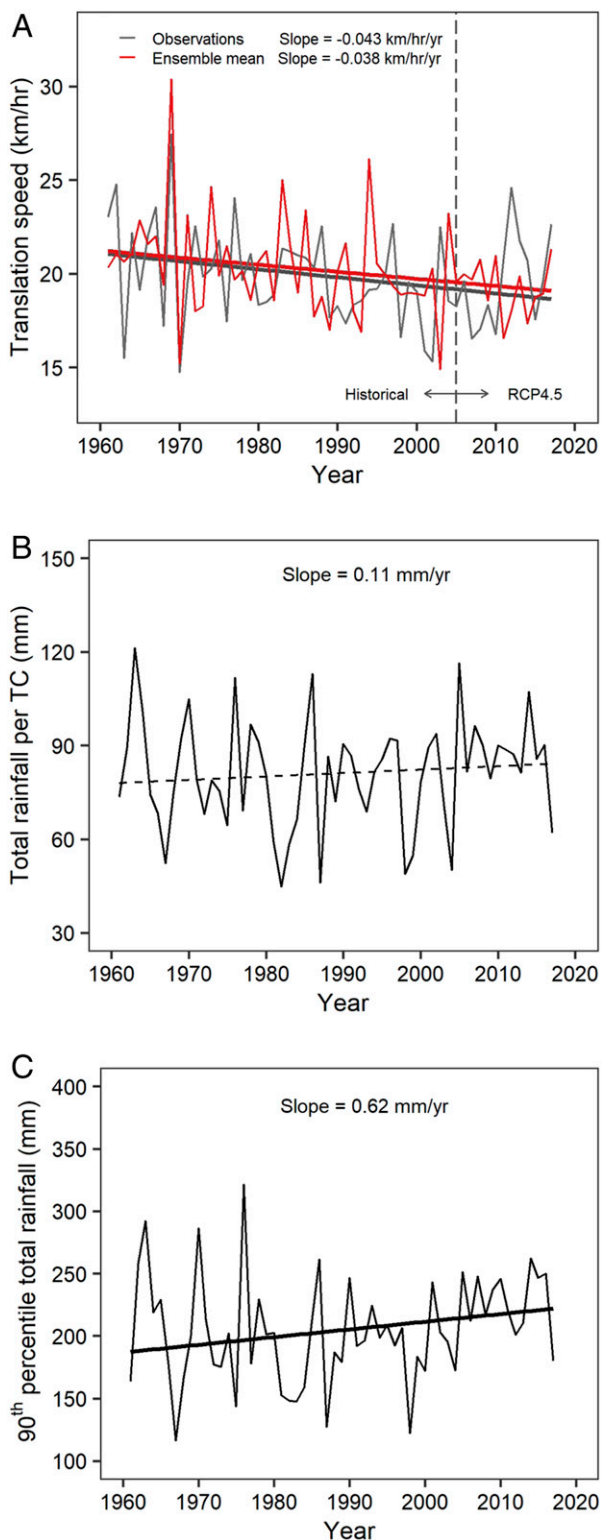 A
Observations Slope = -0.043 km/hr/yr
Ensemble mean Slope = -0.038 km/hr/yr
Translation speed (km/hr)
30
25
20
15
Historical RCP4.5
1960 1970 1980 1990 2000 2010 2020
Year
B
Slope = 0.11 mm/yr
Total rainfall per TC (mm)
150
120
90
60
30
1960 1970 1980 1990 2000 2010 2020
Year
C
Slope = 0.62 mm/yr
90th percentile total rainfall (mm)
400
350
300
250
200
150
100
1960 1970 1980 1990 2000 2010 2020
Year